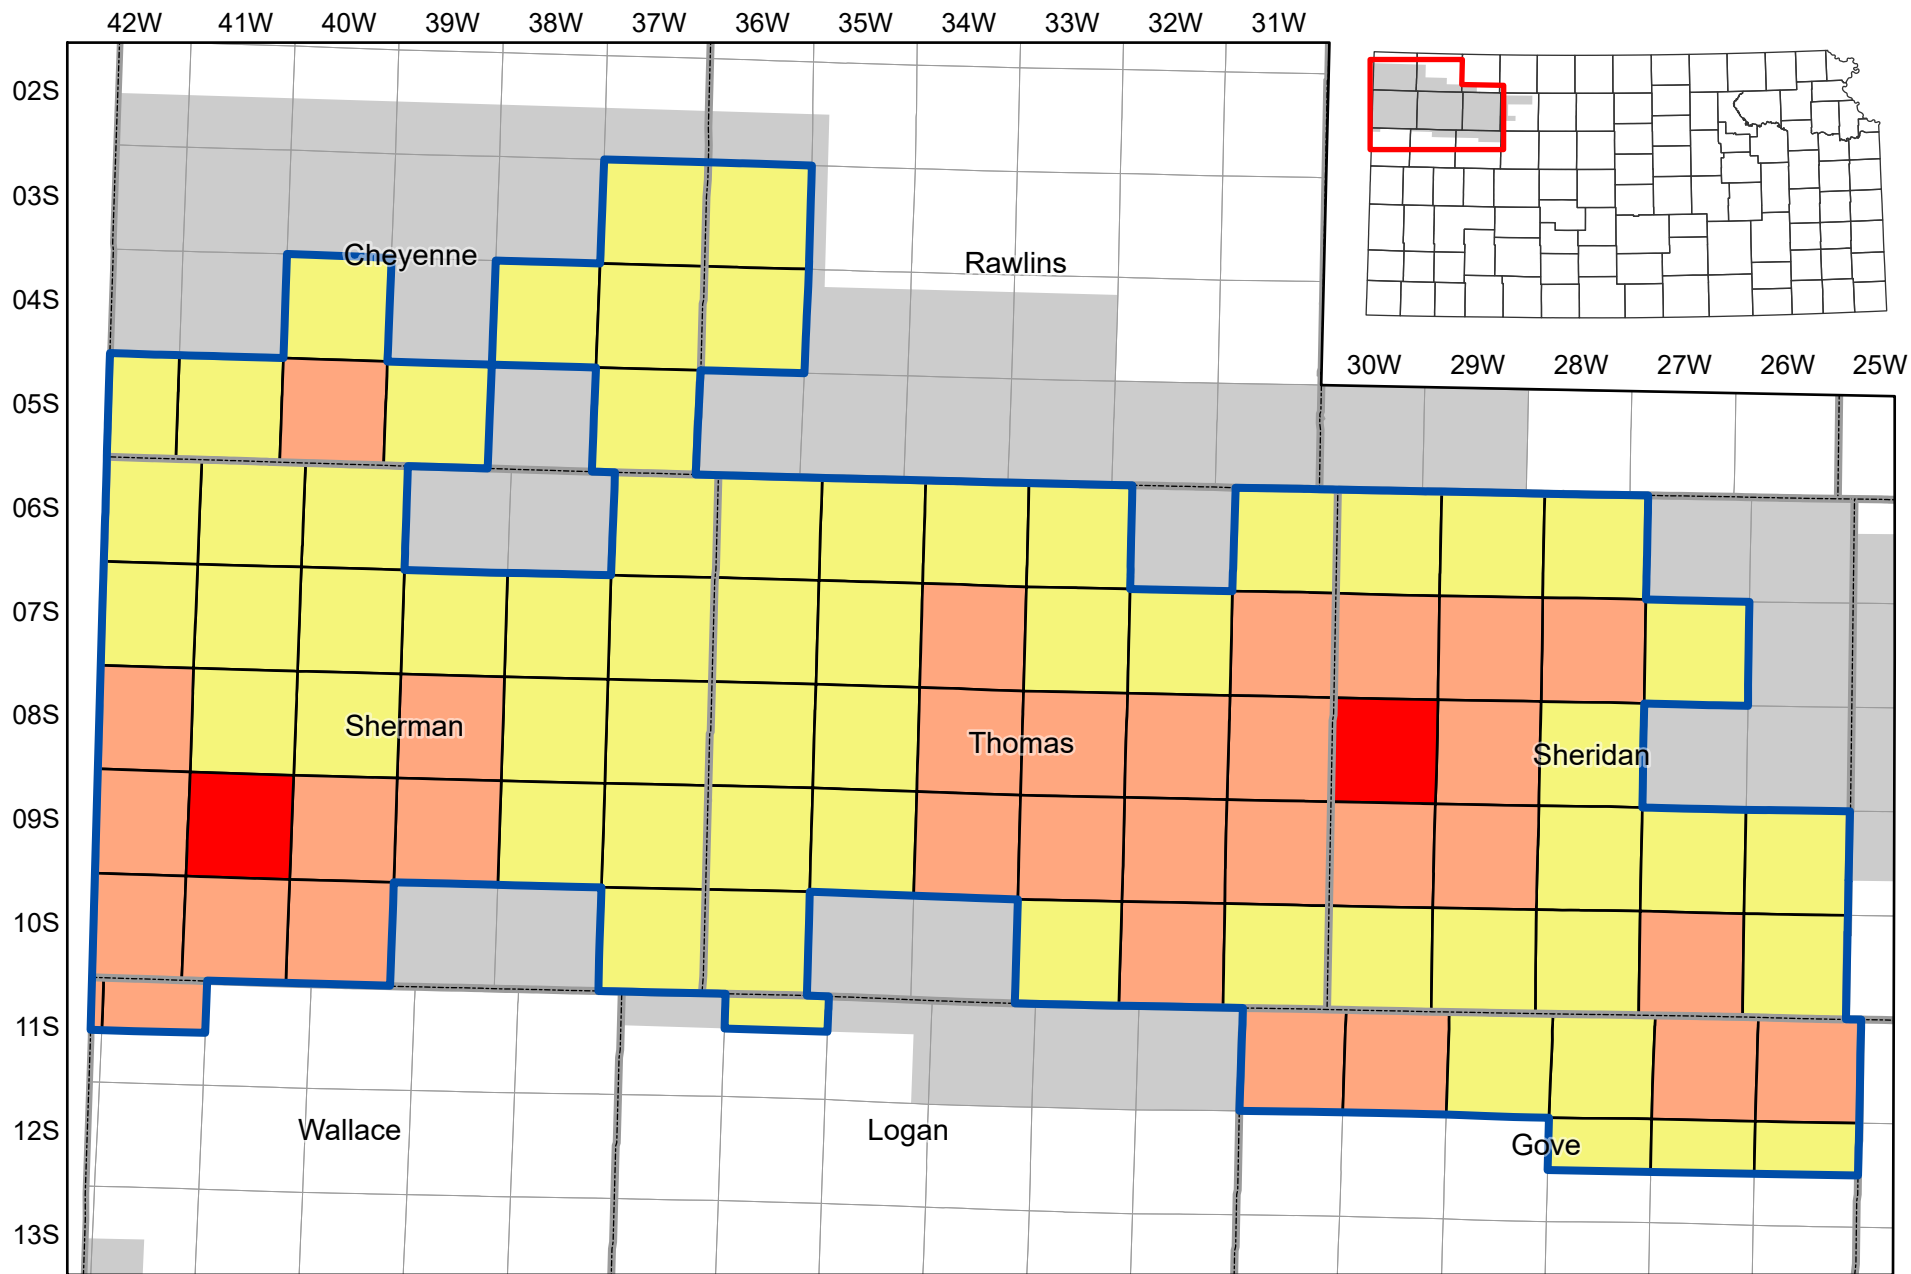 42W 41W 40W 39W 38W 37W 36W 35W 34W 33W 32W 31W
02S
03S
Cheyenne
Rawlins
04S
30W 29W 28W 27W 26W 25W
05S
06S
07S
08S
Sherman
Thomas
Sheridan
09S
10S
11S
12S
Wallace
Logan
Gove
13S